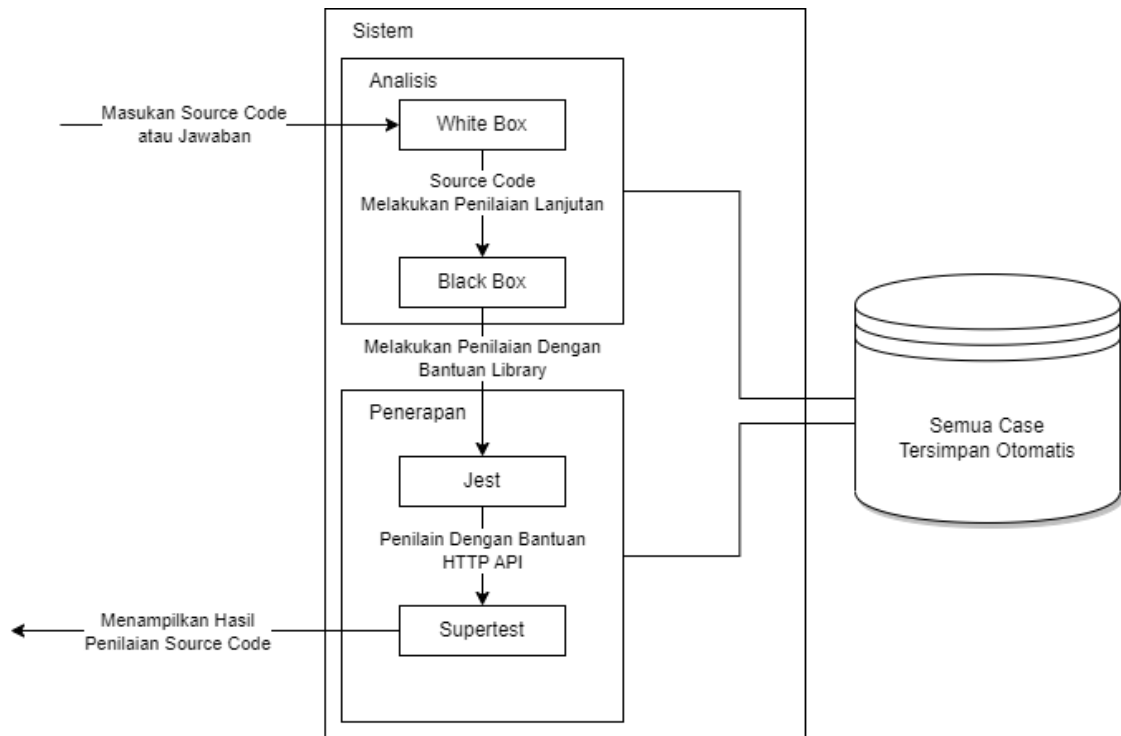 Sistem
Analisis
Masukan Source Code
atau Jawaban
White Box
Source Code
Melakukan Penilaian Lanjutan
Black Box
Melakukan Penilaian Dengan
Bantuan Library
Penerapan
Jest
Penilain Dengan Bantuan
HTTP API
Supertest
Menampilkan Hasil
Penilaian Source Code
Semua Case
Tersimpan Otomatis